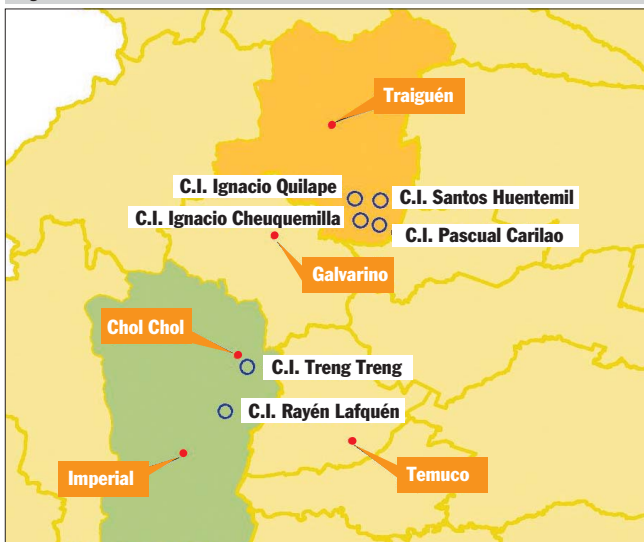 Traiguén
C.I. Ignacio Quilape
C.I. Santos Huentemil
C.I. Ignacio Cheuquemilla
C.I. Pascual Carilao
Galvarino
Chol Chol
C.I. Treng Treng
C.I. Rayén Lafquén
Imperial
Temuco